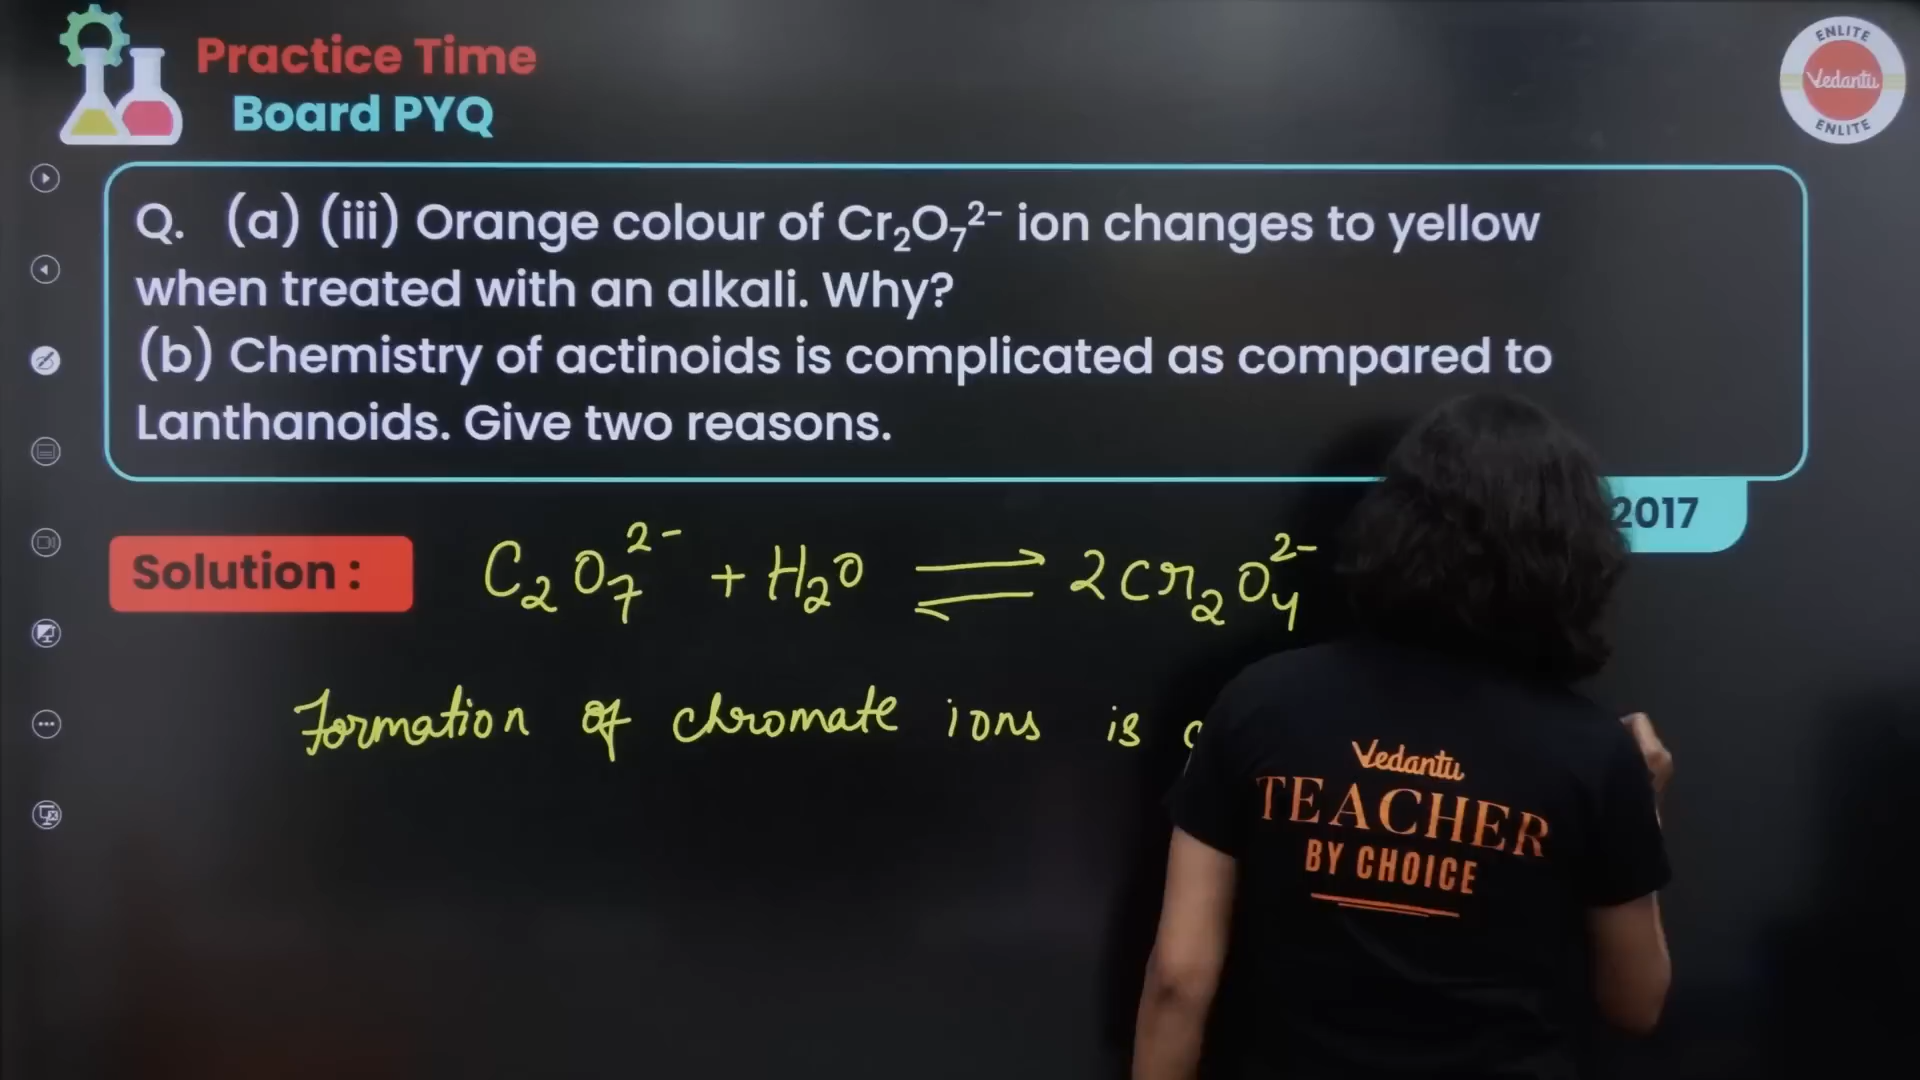 Practice Time
Board PYQ
ENLITE
Vedantu
ENLITE
Q. (a) (iii) Orange colour of Cr₂O₇²⁻ ion changes to yellow
when treated with an alkali. Why?
(b) Chemistry of actinoids is complicated as compared to
Lanthanoids. Give two reasons.
2017
Solution :
C₂O₇²⁻ + H₂O ⇌ 2Cr₂O₄²⁻
Formation of chromate ions is
Vedantu
TEACHER
BY CHOICE